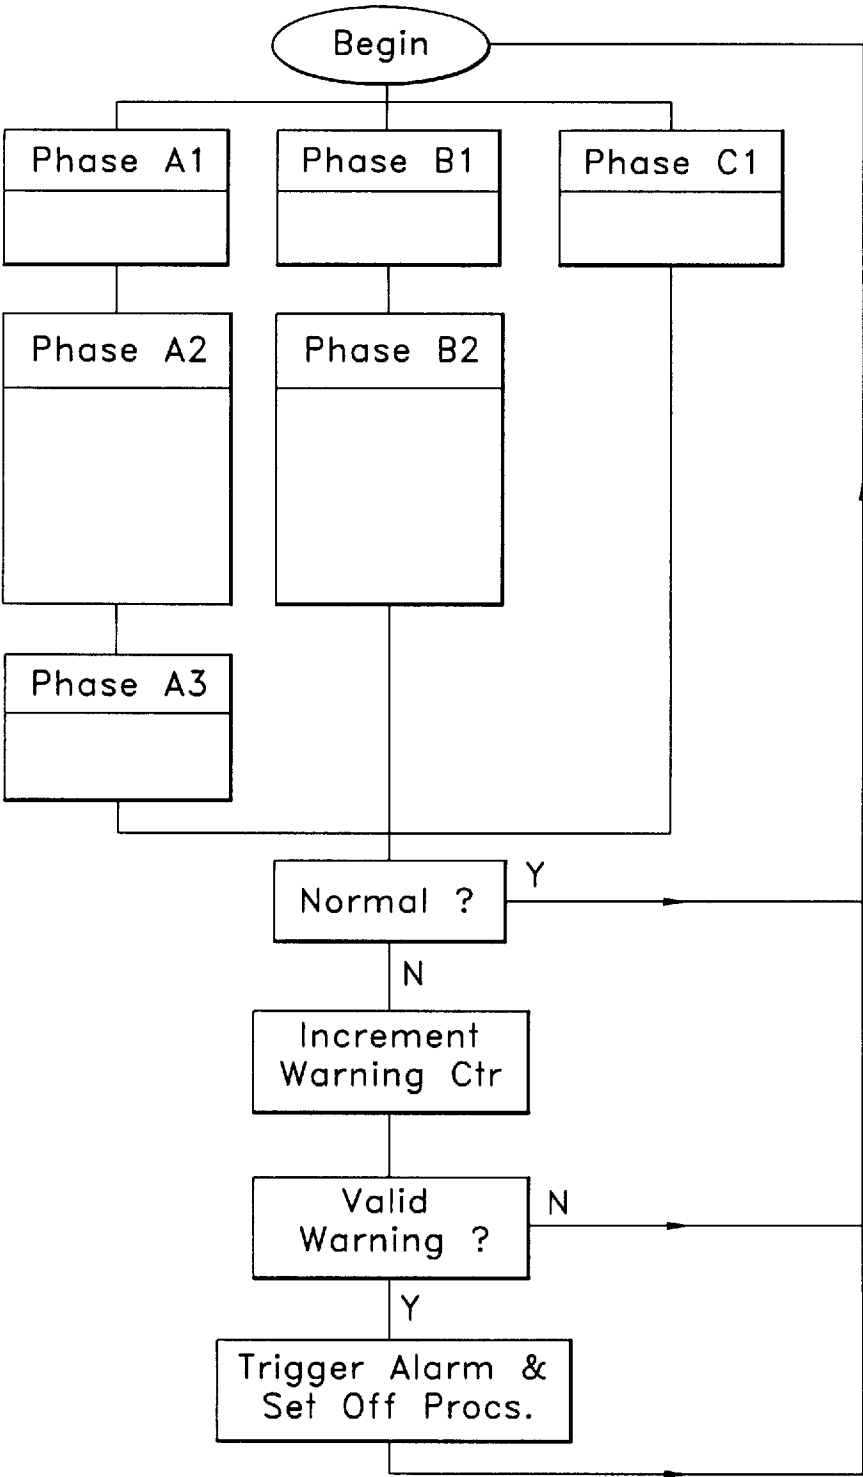 Begin
Phase A1
Phase B1
Phase C1
Phase A2
Phase B2
Phase A3
Normal ?
Y
N
Increment
Warning Ctr
Valid
Warning ?
N
Y
Trigger Alarm &
Set Off Procs.